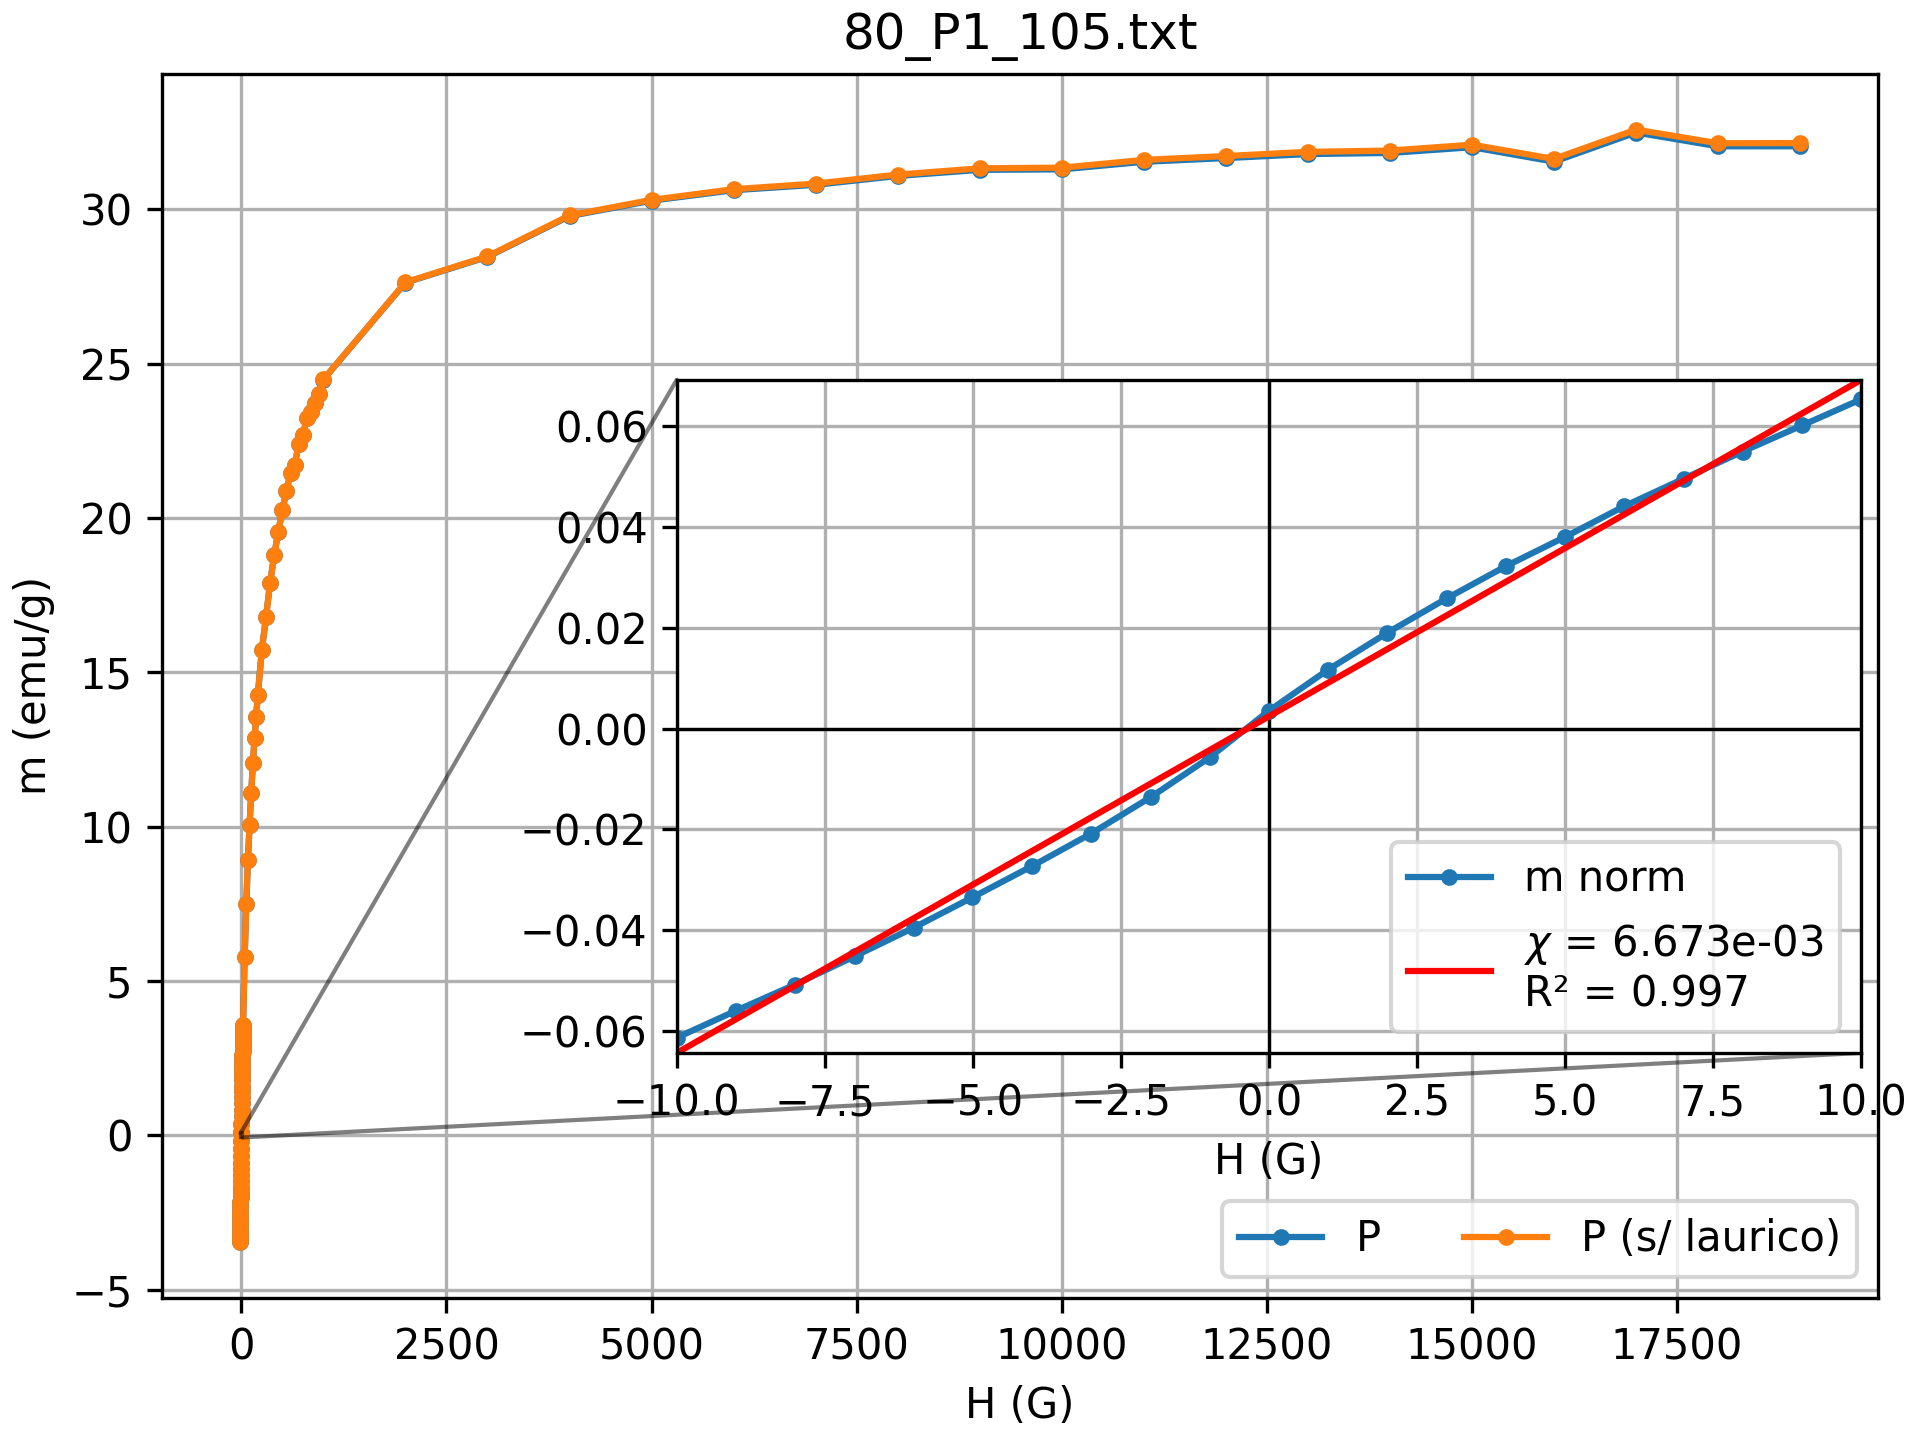 80_P1_105.txt
m (emu/g)
30
25
20
15
10
5
0
−5
0.06
0.04
0.02
0.00
−0.02
−0.04
−0.06
m norm
χ = 6.673e-03
R² = 0.997
−10.0 −7.5 −5.0 −2.5 0.0 2.5 5.0 7.5 10.0
H (G)
P P (s/ laurico)
0 2500 5000 7500 10000 12500 15000 17500
H (G)